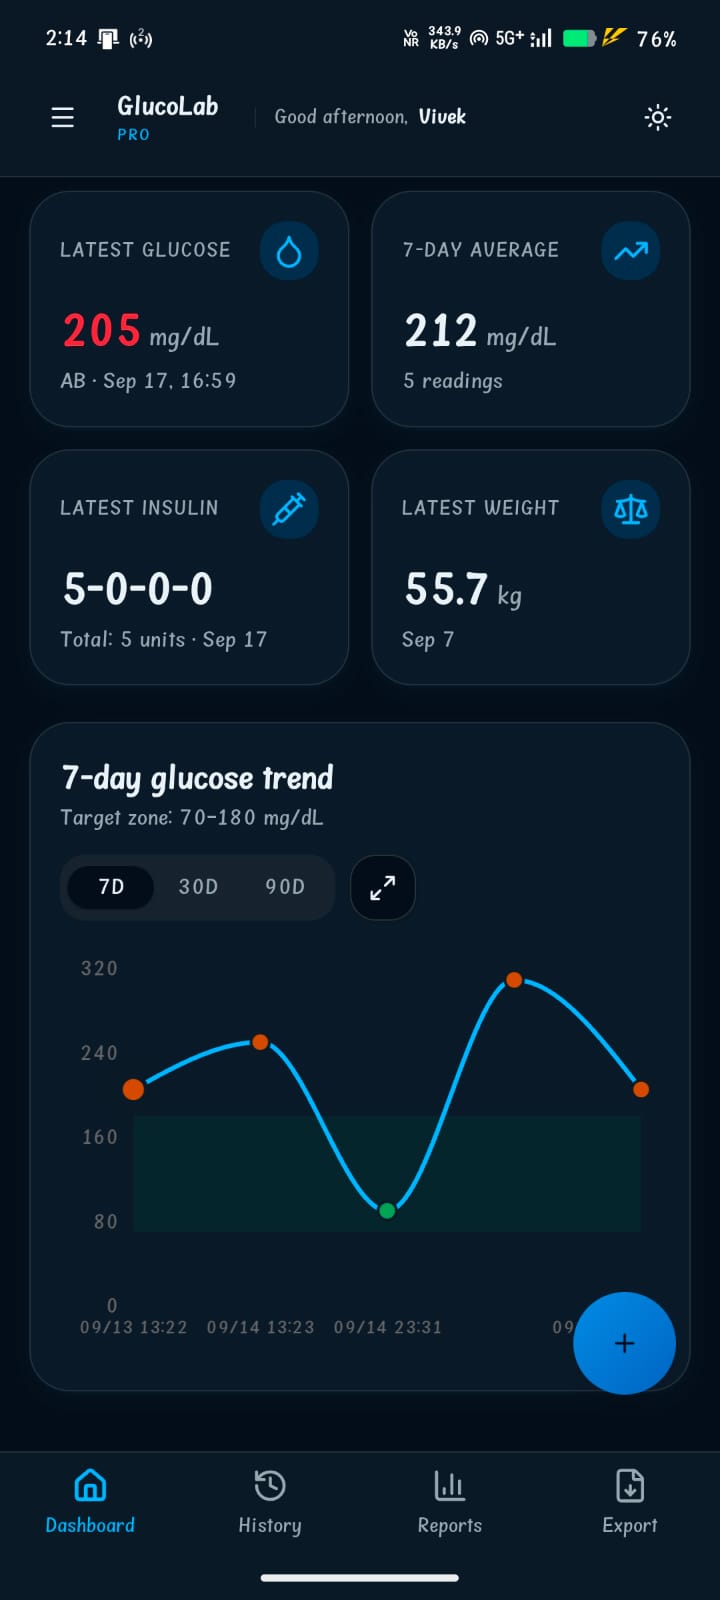 2:14 2 Vo NR 343.9 KB/s 5G+ 76%
GlucoLab
PRO
Good afternoon, Vivek
LATEST GLUCOSE
205 mg/dL
AB · Sep 17, 16:59
7-DAY AVERAGE
212 mg/dL
5 readings
LATEST INSULIN
5-0-0-0
Total: 5 units · Sep 17
LATEST WEIGHT
55.7 kg
Sep 7
7-day glucose trend
Target zone: 70–180 mg/dL
7D 30D 90D
320
240
160
80
0
09/13 13:22 09/14 13:23 09/14 23:31 09
+
Dashboard History Reports Export